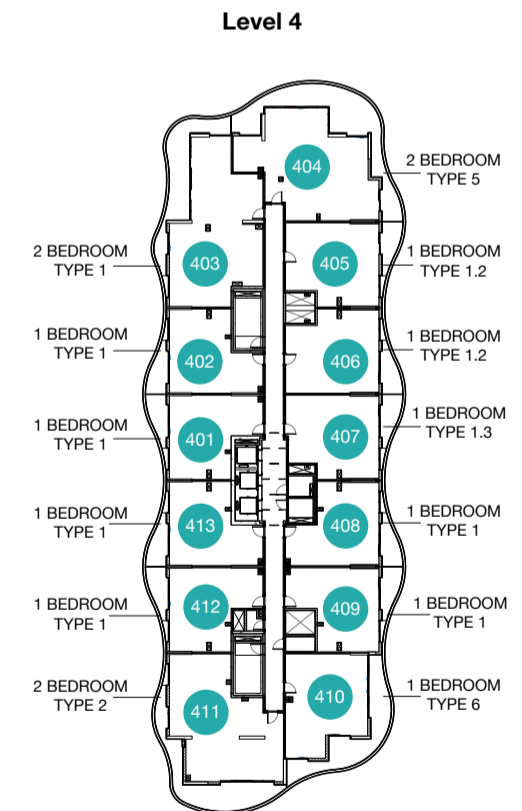 Level 4
404
2 BEDROOM
TYPE 5
2 BEDROOM
TYPE 1
403
405
1 BEDROOM
TYPE 1.2
1 BEDROOM
TYPE 1
402
406
1 BEDROOM
TYPE 1.2
1 BEDROOM
TYPE 1
401
407
1 BEDROOM
TYPE 1.3
1 BEDROOM
TYPE 1
413
408
1 BEDROOM
TYPE 1
1 BEDROOM
TYPE 1
412
409
1 BEDROOM
TYPE 1
2 BEDROOM
TYPE 2
411
410
1 BEDROOM
TYPE 6